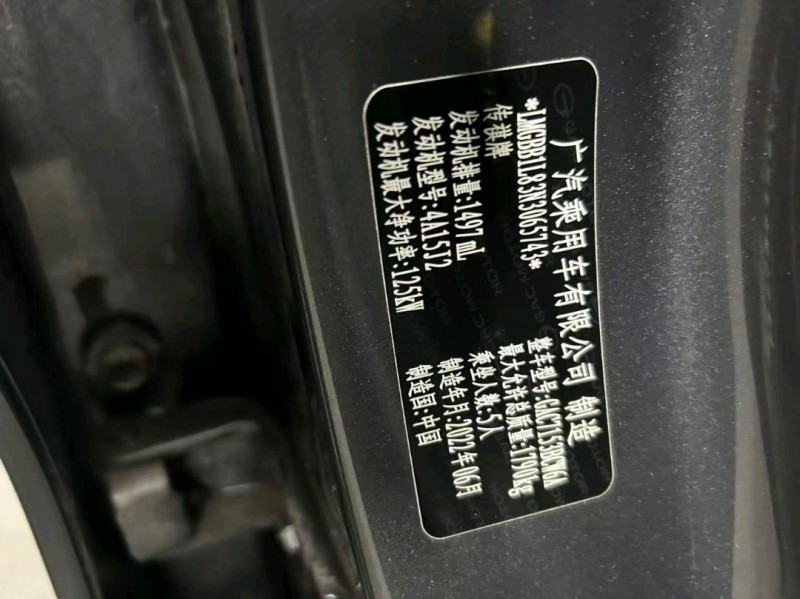 广汽乘用车有限公司 制造
*LMGBB1L83N3065743*
传祺牌
整车型号:GAC7153BCW6A
发动机排量:1497mL
最大允许总质量:1790kg
发动机型号:4A15J2
乘坐人数:5人
发动机最大净功率:125kW
制造年月:2022年06月
制造国:中国